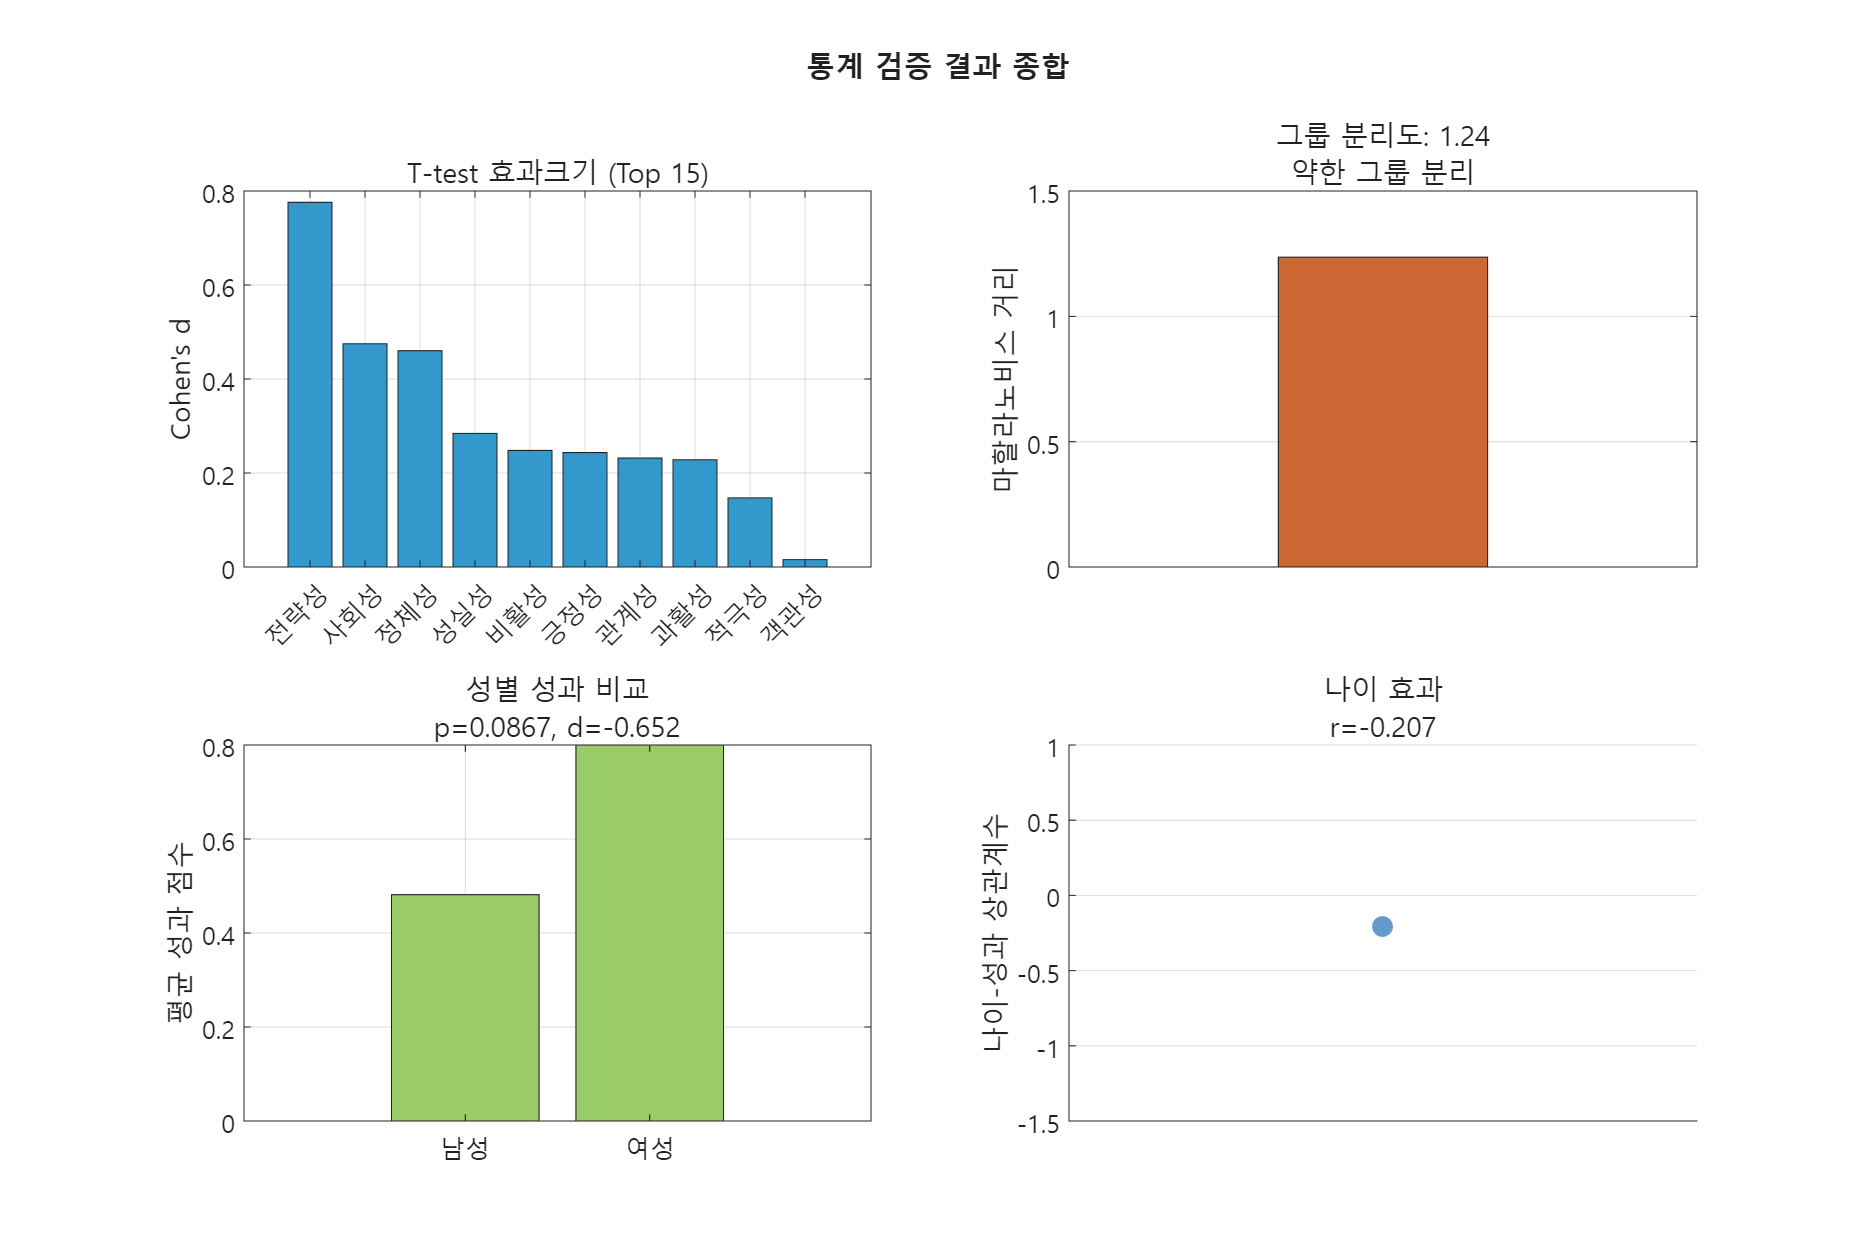 통계 검증 결과 종합
T-test 효과크기 (Top 15)
Cohen's d
0.8
0.6
0.4
0.2
0
전략성
사회성
정체성
성실성
비활성
긍정성
관계성
과활성
적극성
객관성
그룹 분리도: 1.24
약한 그룹 분리
마할라노비스 거리
1.5
1
0.5
0
성별 성과 비교
p=0.0867, d=-0.652
평균 성과 점수
0.8
0.6
0.4
0.2
0
남성
여성
나이 효과
r=-0.207
나이-성과 상관계수
1
0.5
0
-0.5
-1
-1.5